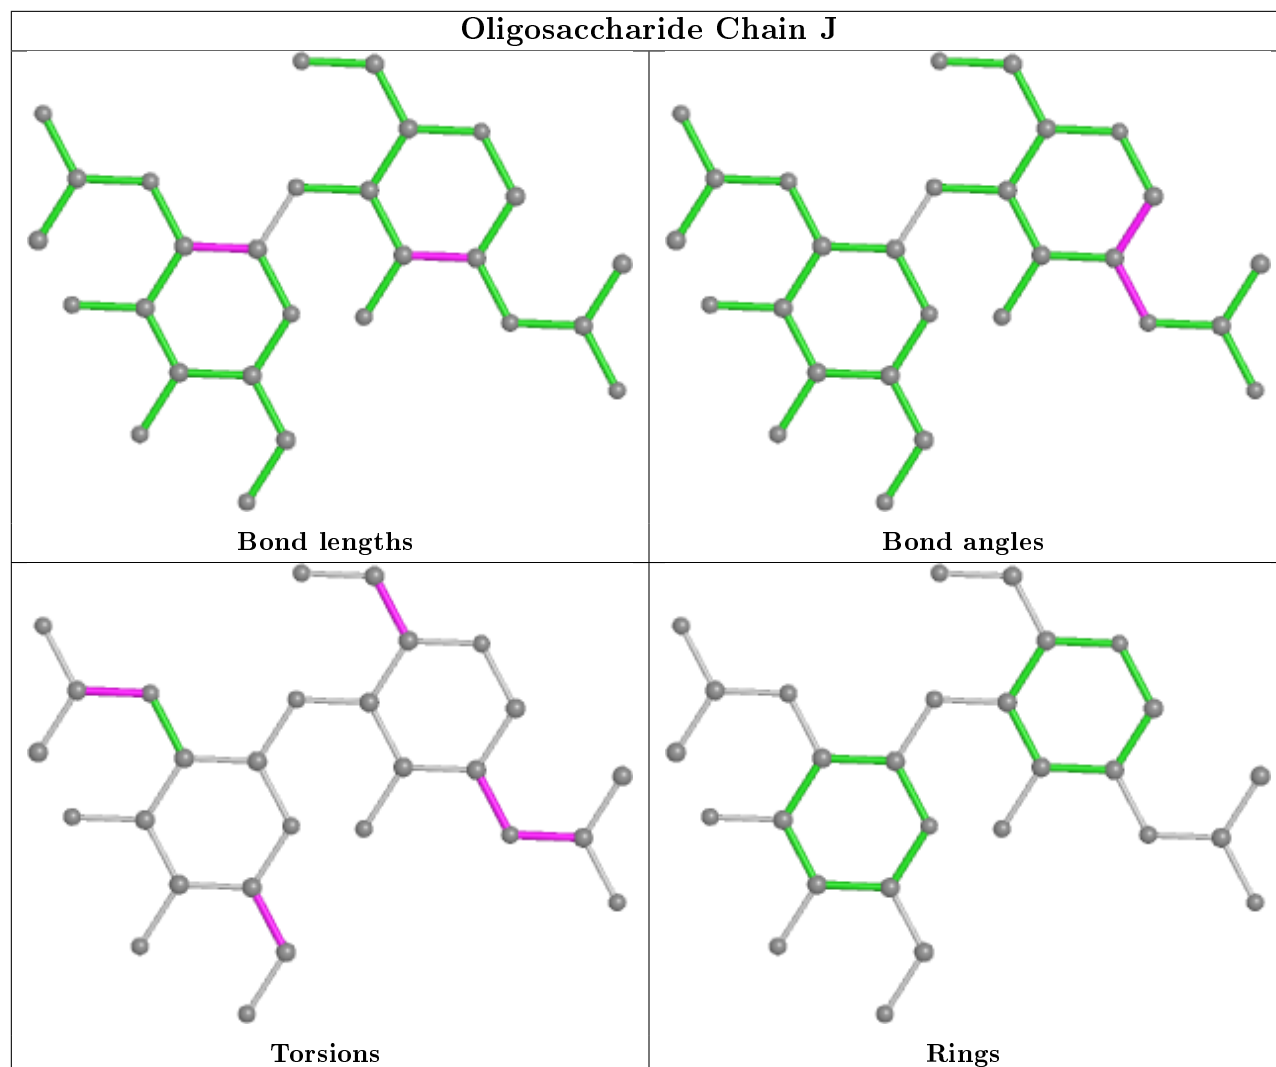 Oligosaccharide Chain J
Bond lengths
Bond angles
Torsions
Rings